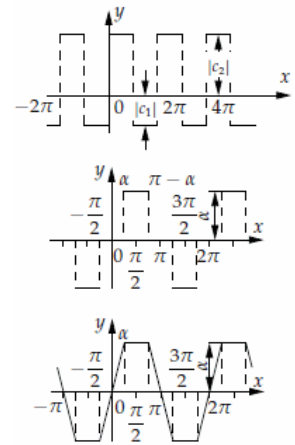 y
|c₂|
x
−2π 0 |c₁| 2π 4π
y α π − α
−π/2 3π/2 α x
0 π/2 π 2π
y α
−π/2 3π/2 α x
−π 0 π/2 π 2π